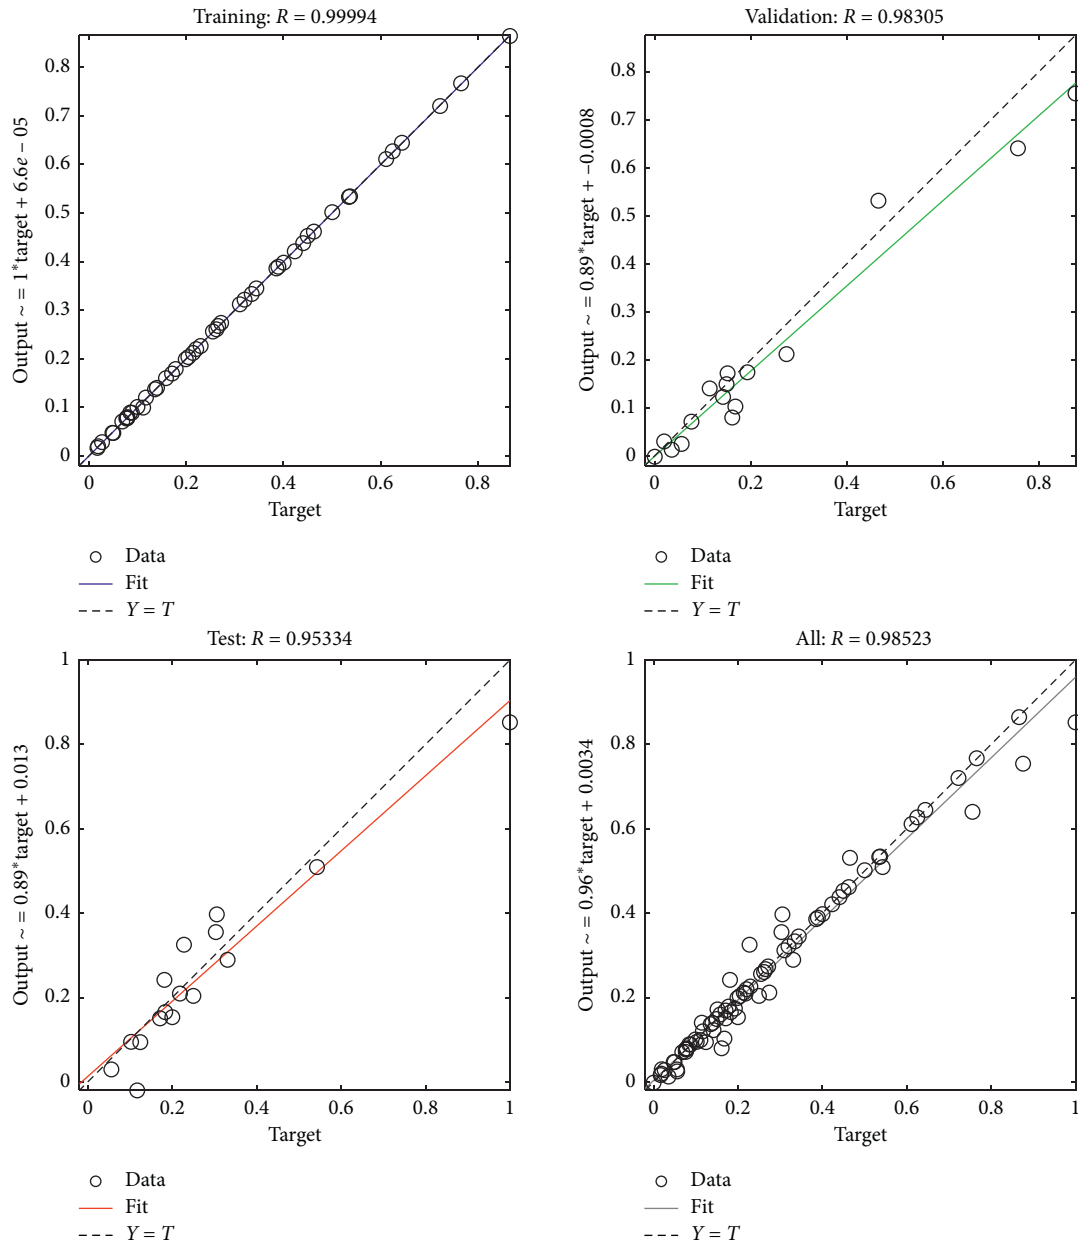 Training: R = 0.99994
Output ~ = 1*target + 6.6e – 05
0.8
0.7
0.6
0.5
0.4
0.3
0.2
0.1
0
0 0.2 0.4 0.6 0.8
Target
Data
Fit
Y = T
Validation: R = 0.98305
Output ~ = 0.89*target + –0.0008
0.8
0.7
0.6
0.5
0.4
0.3
0.2
0.1
0
0 0.2 0.4 0.6 0.8
Target
Data
Fit
Y = T
Test: R = 0.95334
Output ~ = 0.89*target + 0.013
1
0.8
0.6
0.4
0.2
0
0 0.2 0.4 0.6 0.8 1
Target
Data
Fit
Y = T
All: R = 0.98523
Output ~ = 0.96*target + 0.0034
1
0.8
0.6
0.4
0.2
0
0 0.2 0.4 0.6 0.8 1
Target
Data
Fit
Y = T